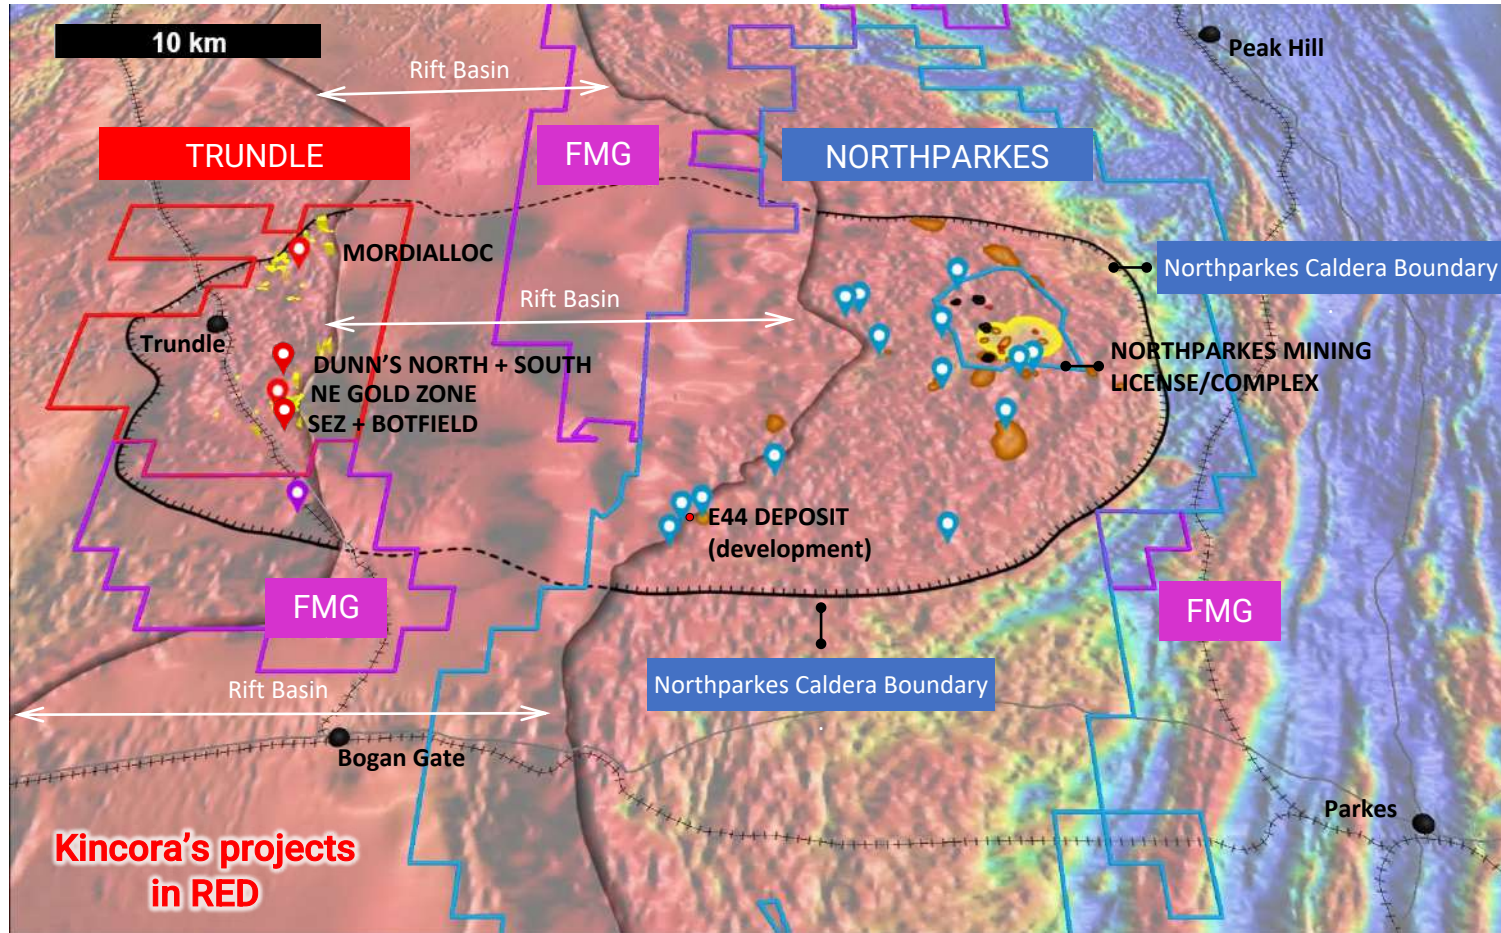 10 km
Peak Hill
Rift Basin
TRUNDLE
FMG
NORTHPARKES
MORDIALLOC
Northparkes Caldera Boundary
Rift Basin
Trundle
DUNN'S NORTH + SOUTH
NE GOLD ZONE
SEZ + BOTFIELD
NORTHPARKES MINING
LICENSE/COMPLEX
E44 DEPOSIT
(development)
FMG
FMG
Rift Basin
Northparkes Caldera Boundary
Bogan Gate
Parkes
Kincora's projects
in RED